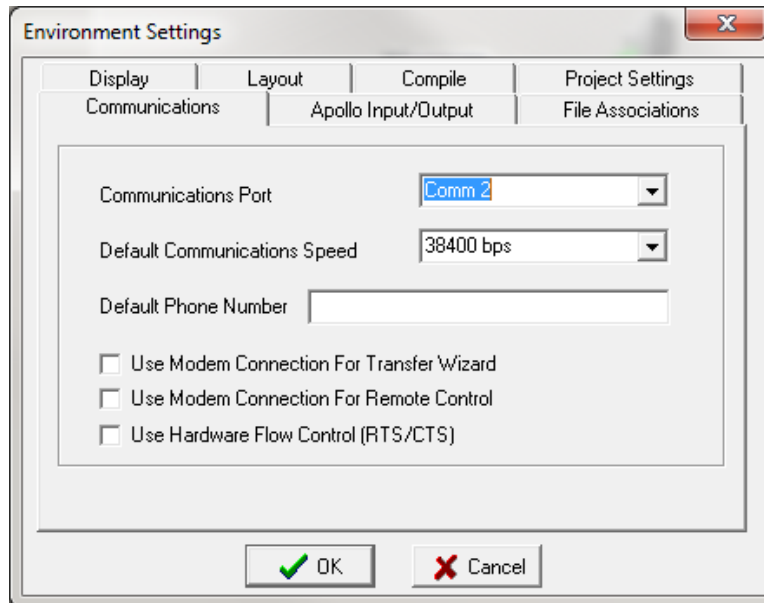 Environment Settings
Display Layout Compile Project Settings
Communications Apollo Input/Output File Associations
Communications Port Comm 2
Default Communications Speed 38400 bps
Default Phone Number
Use Modem Connection For Transfer Wizard
Use Modem Connection For Remote Control
Use Hardware Flow Control (RTS/CTS)
OK Cancel